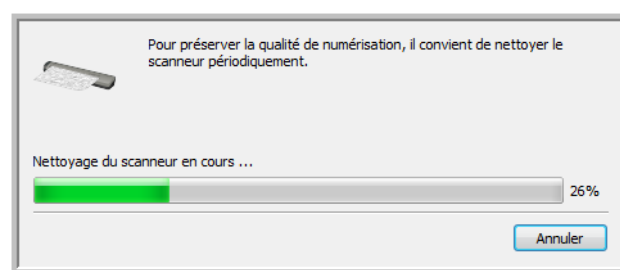 Pour préserver la qualité de numérisation, il convient de nettoyer le
scanneur périodiquement.
Nettoyage du scanneur en cours ...
26%
Annuler